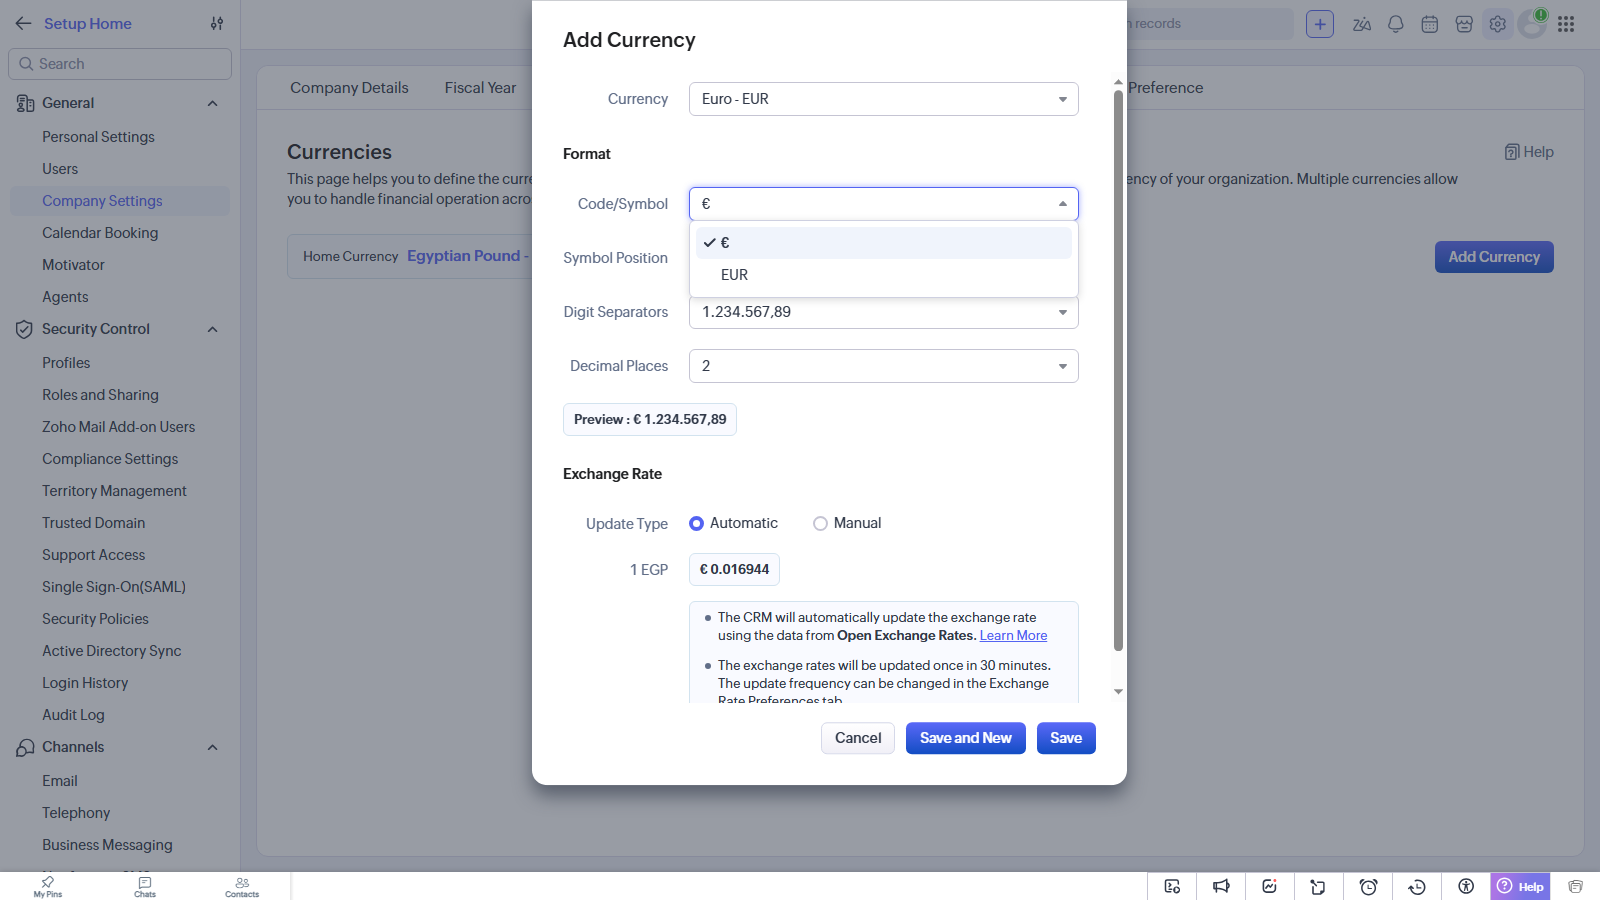 Setup Home
Search
General
Personal Settings
Users
Company Settings
Calendar Booking
Motivator
Agents
Security Control
Profiles
Roles and Sharing
Zoho Mail Add-on Users
Compliance Settings
Territory Management
Trusted Domain
Support Access
Single Sign-On(SAML)
Security Policies
Active Directory Sync
Login History
Audit Log
Channels
Email
Telephony
Business Messaging
records
Company Details
Fiscal Year
Preference
Currencies
Help
This page helps you to define the
ency of your organization. Multiple currencies allow
you to handle financial operation
Home Currency Egyptian Pound -
Add Currency
Add Currency
Currency
Euro - EUR
Format
Code/Symbol
€
€
EUR
Symbol Position
Digit Separators
1.234.567,89
Decimal Places
2
Preview : € 1.234.567,89
Exchange Rate
Update Type
Automatic
Manual
1 EGP
€ 0.016944
The CRM will automatically update the exchange rate
using the data from Open Exchange Rates. Learn More
The exchange rates will be updated once in 30 minutes.
The update frequency can be changed in the Exchange
Rate Preferences tab
Cancel
Save and New
Save
My Pins
Chats
Contacts
Help